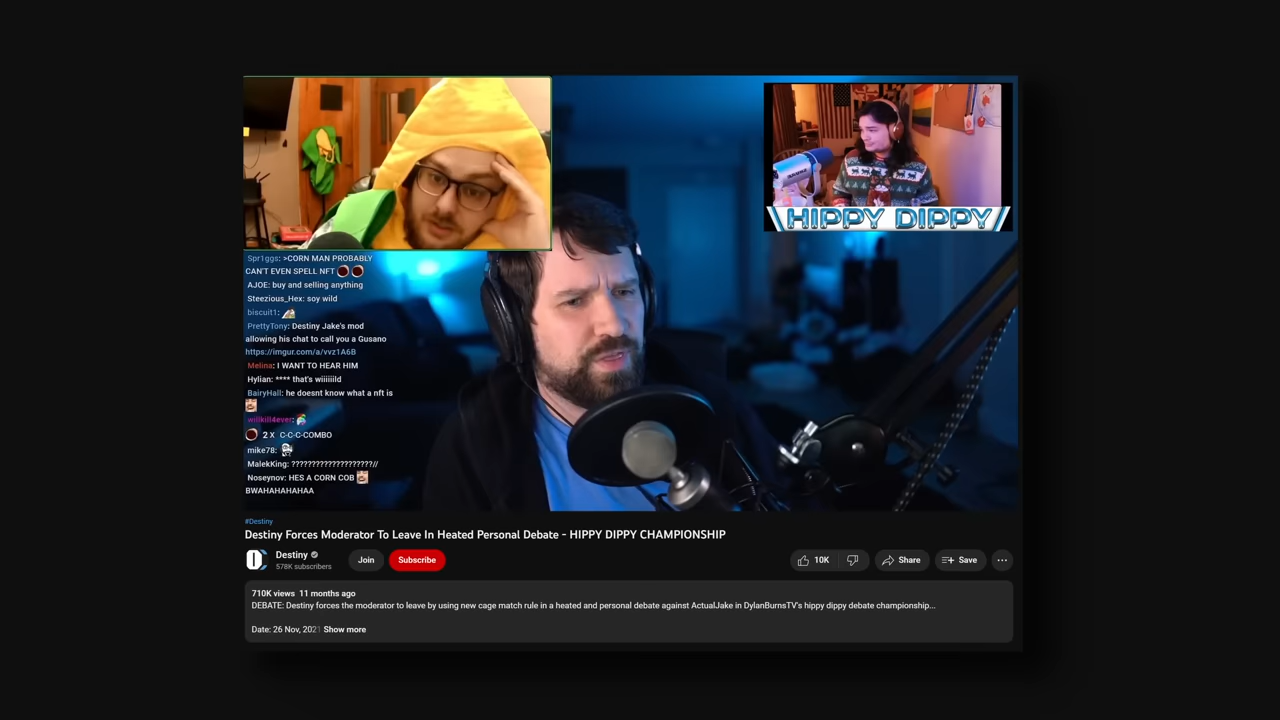 HIPPY DIPPY
Spr1ggs: >CORN MAN PROBABLY
CAN'T EVEN SPELL NFT
AJOE: buy and selling anything
Steezious_Hex: soy wild
biscuit1:
PrettyTony: Destiny Jake's mod
allowing his chat to call you a Gusano
https://imgur.com/a/vvz1A6B
Melina: I WANT TO HEAR HIM
Hylian: **** that's wiiiiiild
BairyHall: he doesnt know what a nft is
willkill4ever:
2 X C-C-C-COMBO
mike78:
MalekKing: ????????????????????//
Noseynov: HES A CORN COB
BWAHAHAHAHAA
#Destiny
Destiny Forces Moderator To Leave In Heated Personal Debate - HIPPY DIPPY CHAMPIONSHIP
Destiny
578K subscribers
Join
Subscribe
10K
Share
Save
710K views 11 months ago
DEBATE: Destiny forces the moderator to leave by using new cage match rule in a heated and personal debate against ActualJake in DylanBurnsTV's hippy dippy debate championship...
Date: 26 Nov, 2021 Show more